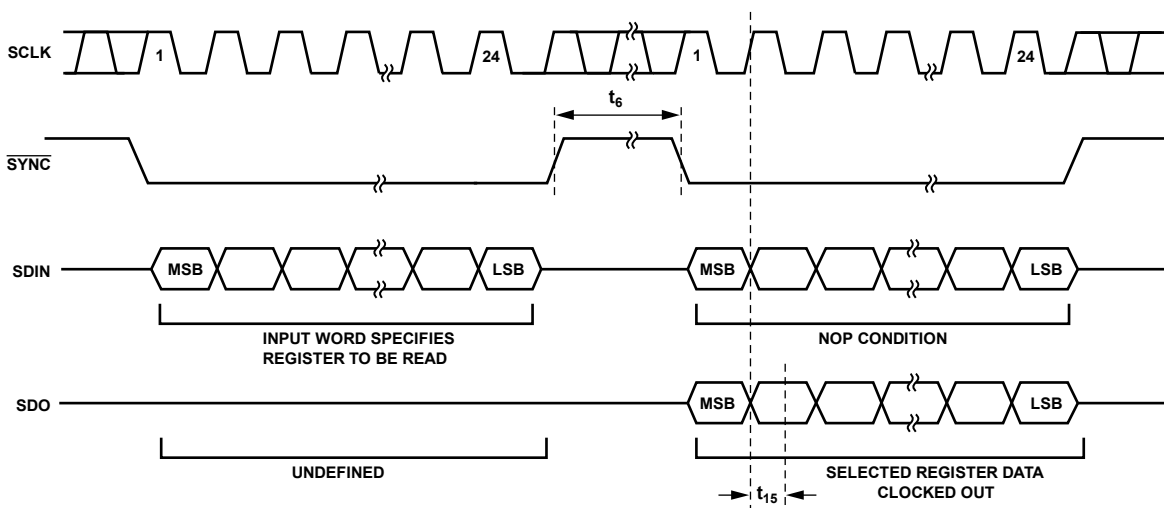 SCLK
1
24
1
24
t6
SYNC
SDIN
MSB
LSB
MSB
LSB
INPUT WORD SPECIFIES
REGISTER TO BE READ
NOP CONDITION
SDO
MSB
LSB
UNDEFINED
SELECTED REGISTER DATA
CLOCKED OUT
t15